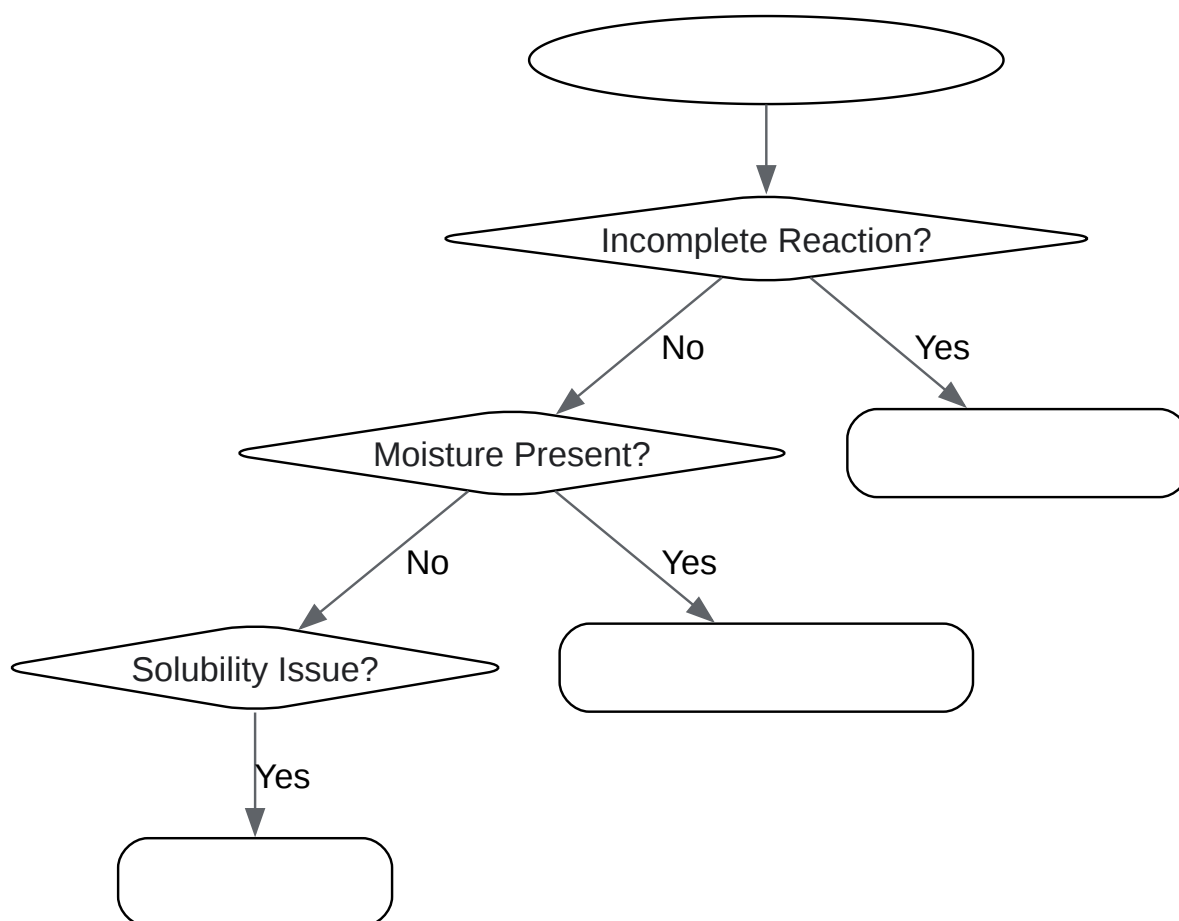 Incomplete Reaction?
No
Yes
Moisture Present?
No
Yes
Solubility Issue?
Yes